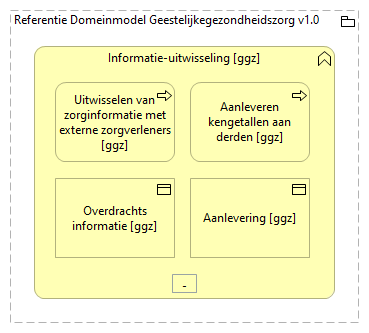 Referentie Domeinmodel Geestelijkegezondheidszorg v1.0
Informatie-uitwisseling [ggz]
Uitwisselen van
zorginformatie met
externe zorgverleners
[ggz]
Aanleveren
kengetallen aan
derden [ggz]
Overdrachts
informatie [ggz]
Aanlevering [ggz]
-